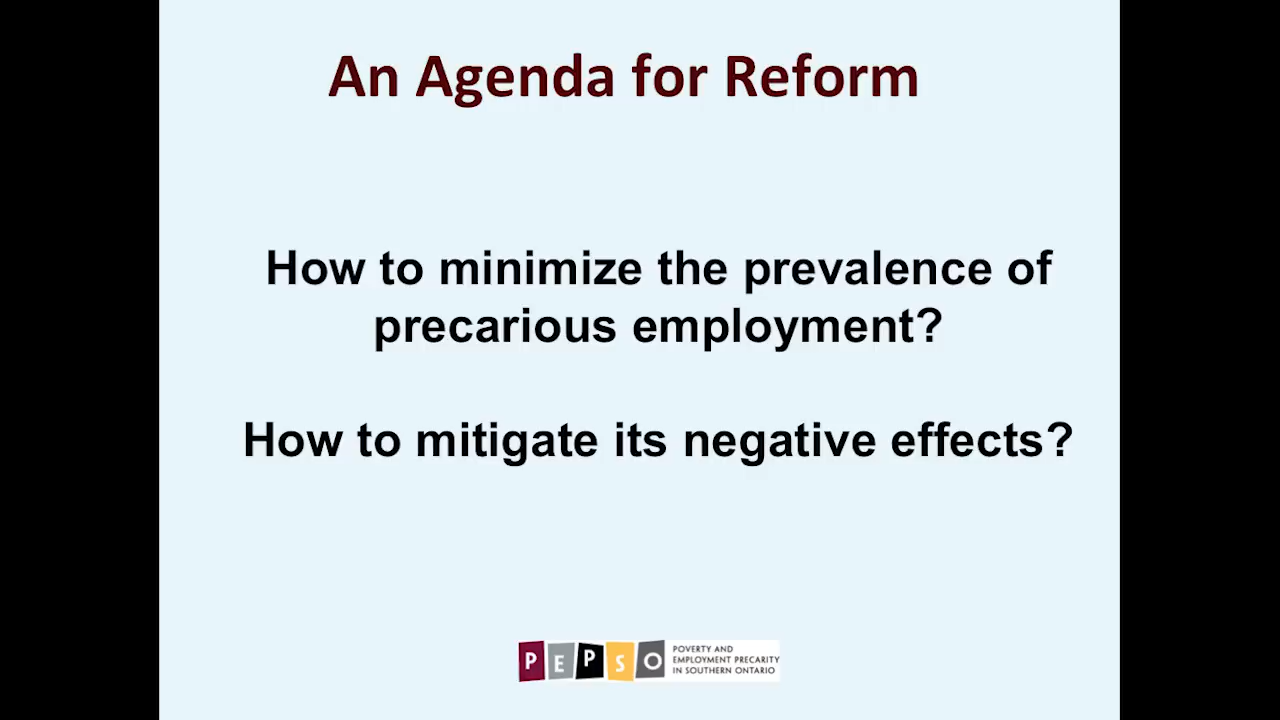 An Agenda for Reform
How to minimize the prevalence of
precarious employment?
How to mitigate its negative effects?
PEPSO
POVERTY AND
EMPLOYMENT PRECARITY
IN SOUTHERN ONTARIO